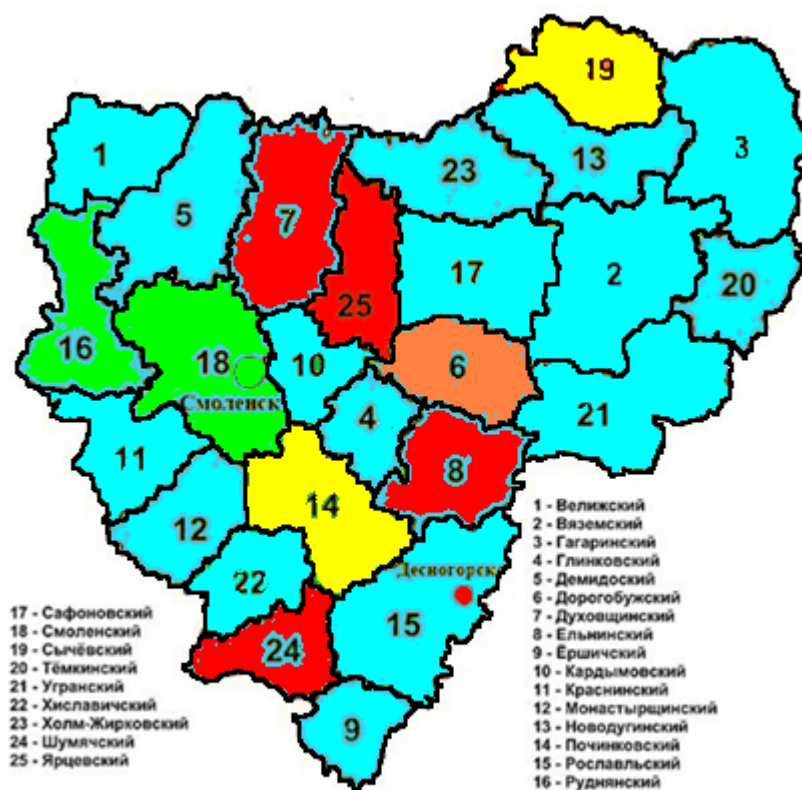 19
1
3
23
13
5
7
2
17
20
25
16
18
10
6
Смоленск
21
4
11
8
14
12
22
Десногорск
15
24
9
1 - Велижский
2 - Вяземский
3 - Гагаринский
4 - Глинковский
5 - Демидоский
6 - Дорогобужский
7 - Духовщинский
8 - Ельнинский
9 - Ёршичский
10 - Кардымовский
11 - Краснинский
12 - Монастырщинский
13 - Новодугинский
14 - Починковский
15 - Рославльский
16 - Руднянский
17 - Сафоновский
18 - Смоленский
19 - Сычёвский
20 - Тёмкинский
21 - Угранский
22 - Хиславичский
23 - Холм-Жирховский
24 - Шумячский
25 - Ярцевский